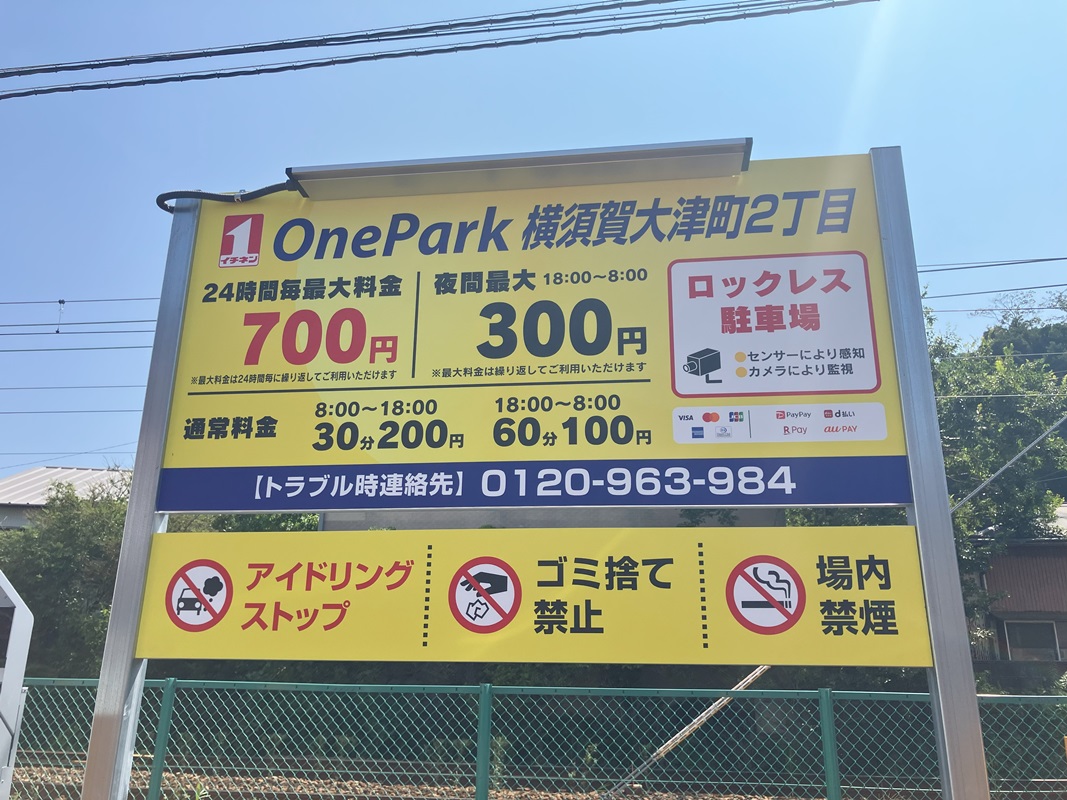 1 イチネン OnePark 横須賀大津町2丁目
24時間毎最大料金
700円
※最大料金は24時間毎に繰り返してご利用いただけます
夜間最大 18:00～8:00
300円
※最大料金は繰り返してご利用いただけます
ロックレス
駐車場
●センサーにより感知
●カメラにより監視
通常料金
8:00～18:00
30分200円
18:00～8:00
60分100円
VISA JCB PayPay d払い
R Pay au PAY
【トラブル時連絡先】 0120-963-984
アイドリング
ストップ
ゴミ捨て
禁止
場内
禁煙